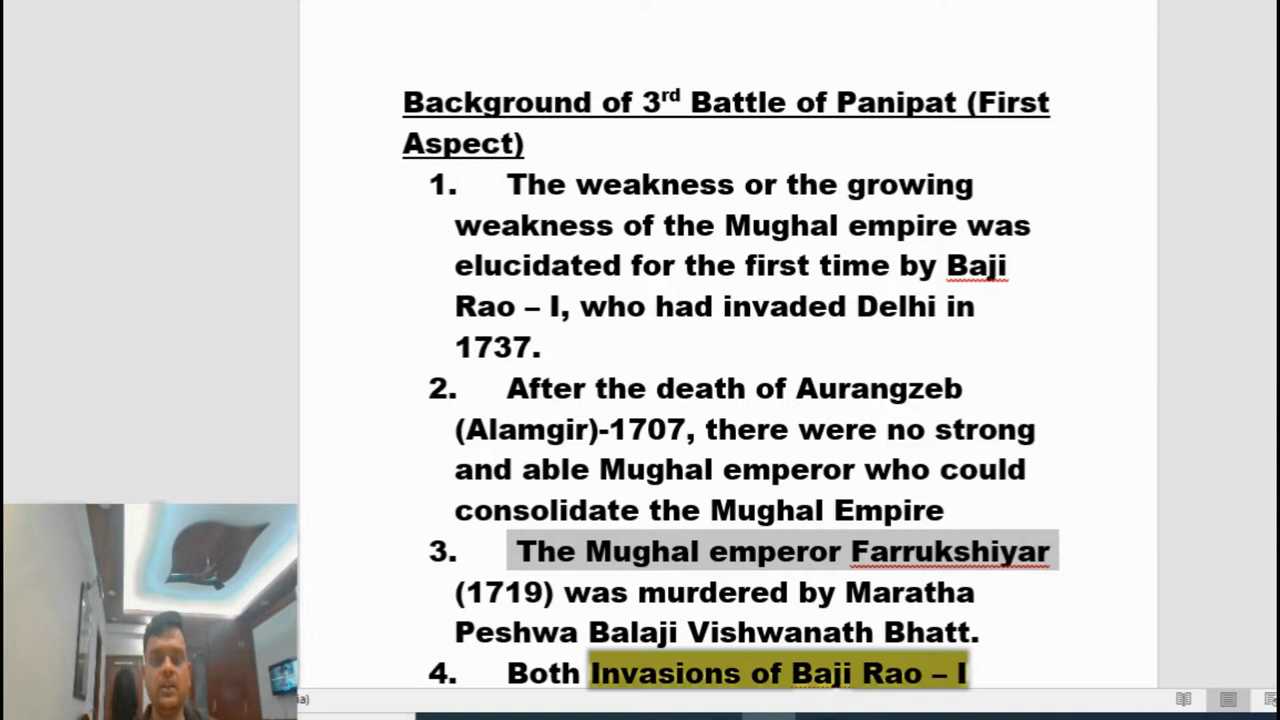 Background of 3rd Battle of Panipat (First
Aspect)
1. The weakness or the growing
weakness of the Mughal empire was
elucidated for the first time by Baji
Rao – I, who had invaded Delhi in
1737.
2. After the death of Aurangzeb
(Alamgir)-1707, there were no strong
and able Mughal emperor who could
consolidate the Mughal Empire
3. The Mughal emperor Farrukshiyar
(1719) was murdered by Maratha
Peshwa Balaji Vishwanath Bhatt.
4. Both Invasions of Baji Rao – I
ia)